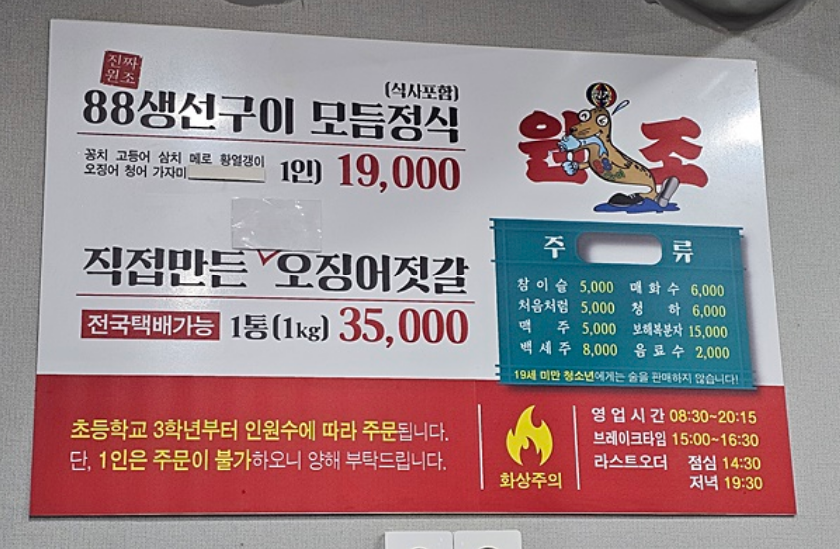 진짜
원조
(식사포함)
88생선구이 모듬정식
꽁치 고등어 삼치 메로 황열갱이
오징어 청어 가자미
1인) 19,000
직접만든 오징어젓갈
전국택배가능 1통(1kg) 35,000
원조
주 류
참이슬 5,000 매화수 6,000
처음처럼 5,000 청 하 6,000
맥 주 5,000 보해복분자 15,000
백세주 8,000 음료수 2,000
19세 미만 청소년에게는 술을 판매하지 않습니다!
초등학교 3학년부터 인원수에 따라 주문됩니다.
단, 1인은 주문이 불가하오니 양해 부탁드립니다.
화상주의
영업시간 08:30~20:15
브레이크타임 15:00~16:30
라스트오더 점심 14:30
저녁 19:30